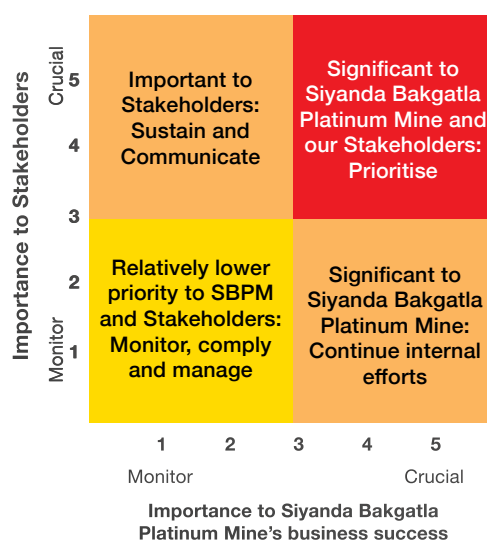 Importance to Stakeholders
Crucial
Monitor
5
4
3
2
1
Important to
Stakeholders:
Sustain and
Communicate
Significant to
Siyanda Bakgatla
Platinum Mine and
our Stakeholders:
Prioritise
Relatively lower
priority to SBPM
and Stakeholders:
Monitor, comply
and manage
Significant to
Siyanda Bakgatla
Platinum Mine:
Continue internal
efforts
1 2 3 4 5
Monitor Crucial
Importance to Siyanda Bakgatla
Platinum Mine's business success